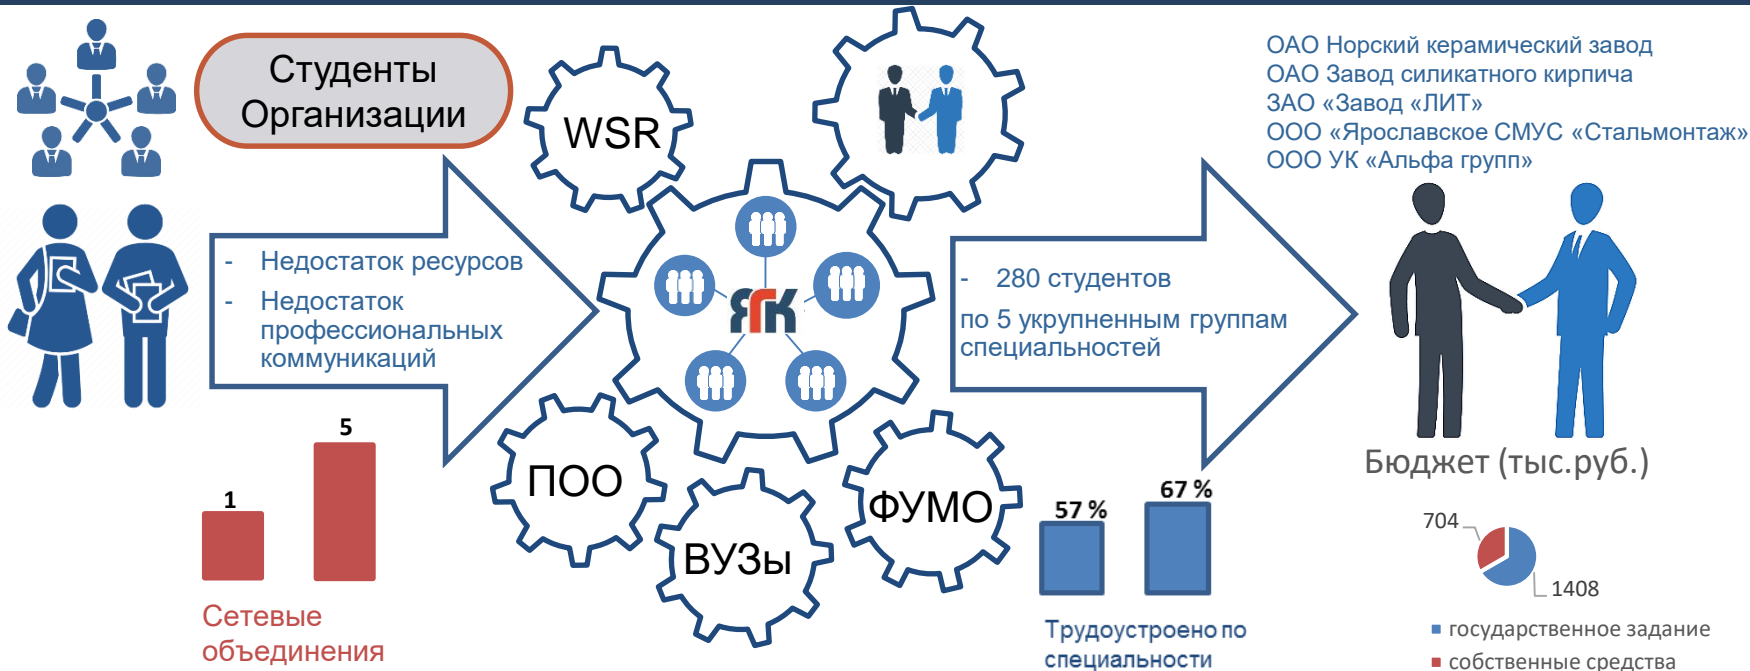 Студенты
Организации
WSR
ОАО Норский керамический завод
ОАО Завод силикатного кирпича
ЗАО «Завод «ЛИТ»
ООО «Ярославское СМУС «Стальмонтаж»
ООО УК «Альфа групп»
- Недостаток ресурсов
- Недостаток
профессиональных
коммуникаций
ЯГК
- 280 студентов
по 5 укрупненным группам
специальностей
ПОО
ВУЗы
ФУМО
1
5
Сетевые
объединения
57 %
67 %
Трудоустроено по
специальности
Бюджет (тыс.руб.)
704
1408
государственное задание
собственные средства